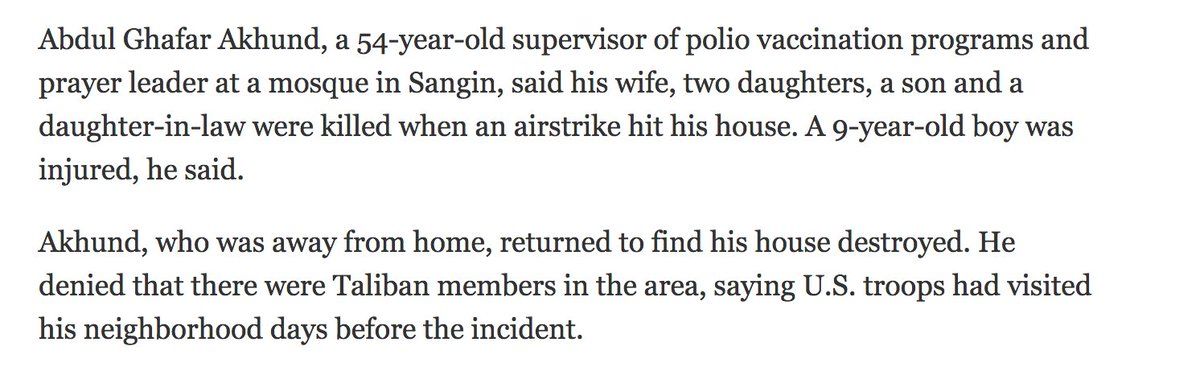 Abdul Ghafar Akhund, a 54-year-old supervisor of polio vaccination programs and
prayer leader at a mosque in Sangin, said his wife, two daughters, a son and a
daughter-in-law were killed when an airstrike hit his house. A 9-year-old boy was
injured, he said.
Akhund, who was away from home, returned to find his house destroyed. He
denied that there were Taliban members in the area, saying U.S. troops had visited
his neighborhood days before the incident.